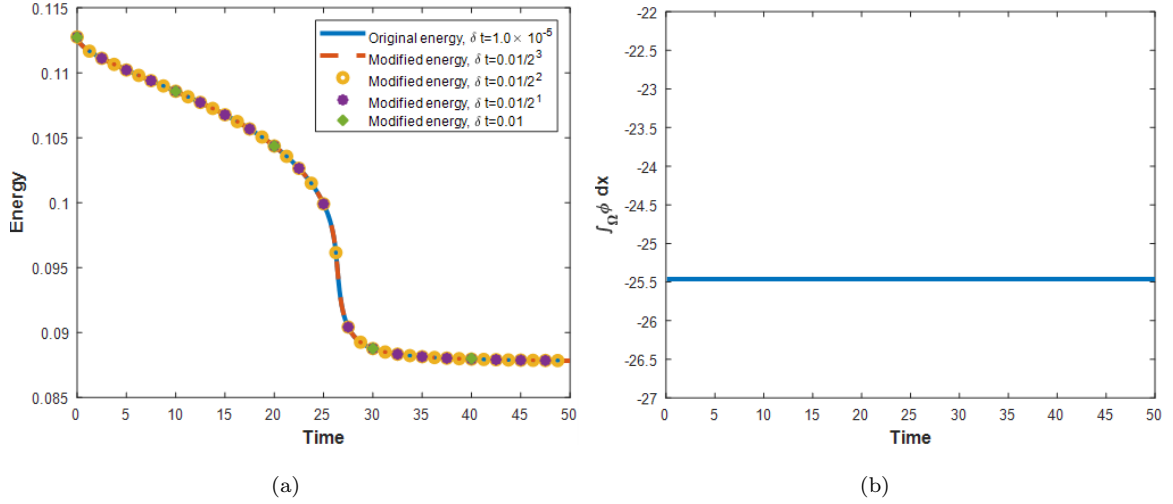 0.115
0.11
0.105
0.1
0.095
0.09
0.085
Energy
0 5 10 15 20 25 30 35 40 45 50
Time
Original energy, δ t=1.0× 10^-5
Modified energy, δ t=0.01/2^3
Modified energy, δ t=0.01/2^2
Modified energy, δ t=0.01/2^1
Modified energy, δ t=0.01
(a)
-22
-22.5
-23
-23.5
-24
-24.5
-25
-25.5
-26
-26.5
-27
∫_Ω ϕ dx
0 5 10 15 20 25 30 35 40 45 50
Time
(b)